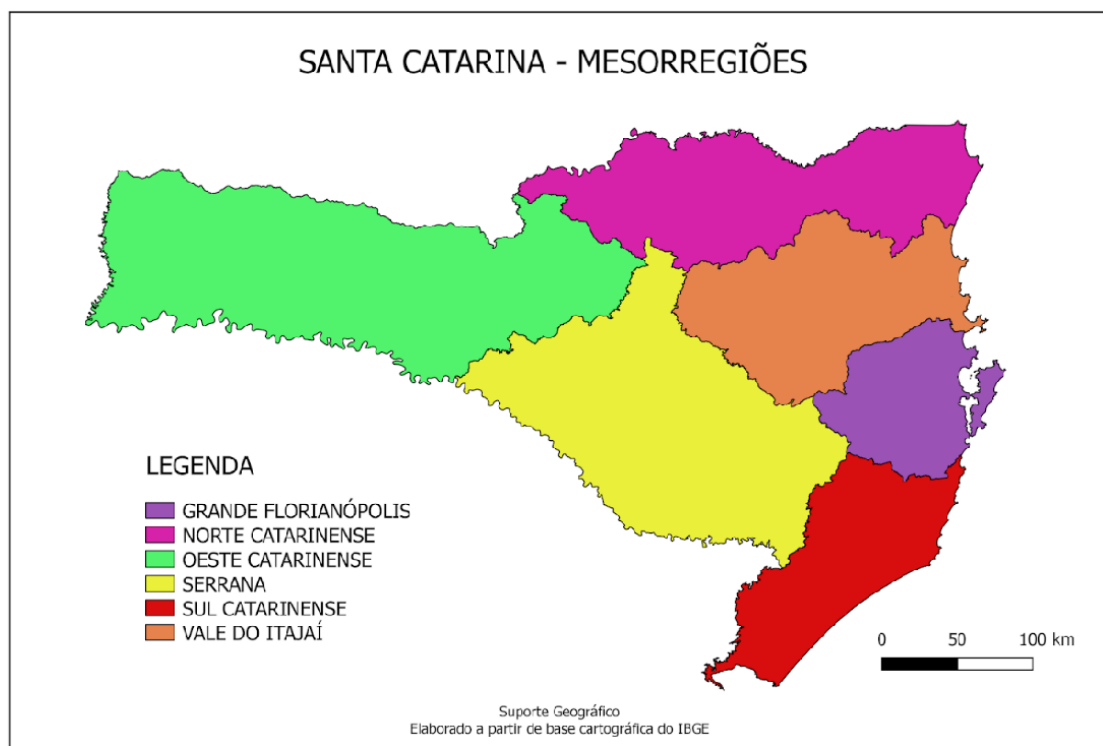 SANTA CATARINA - MESORREGIÕES
LEGENDA
GRANDE FLORIANÓPOLIS
NORTE CATARINENSE
OESTE CATARINENSE
SERRANA
SUL CATARINENSE
VALE DO ITAJAÍ
0 50 100 km
Suporte Geográfico
Elaborado a partir de base cartográfica do IBGE